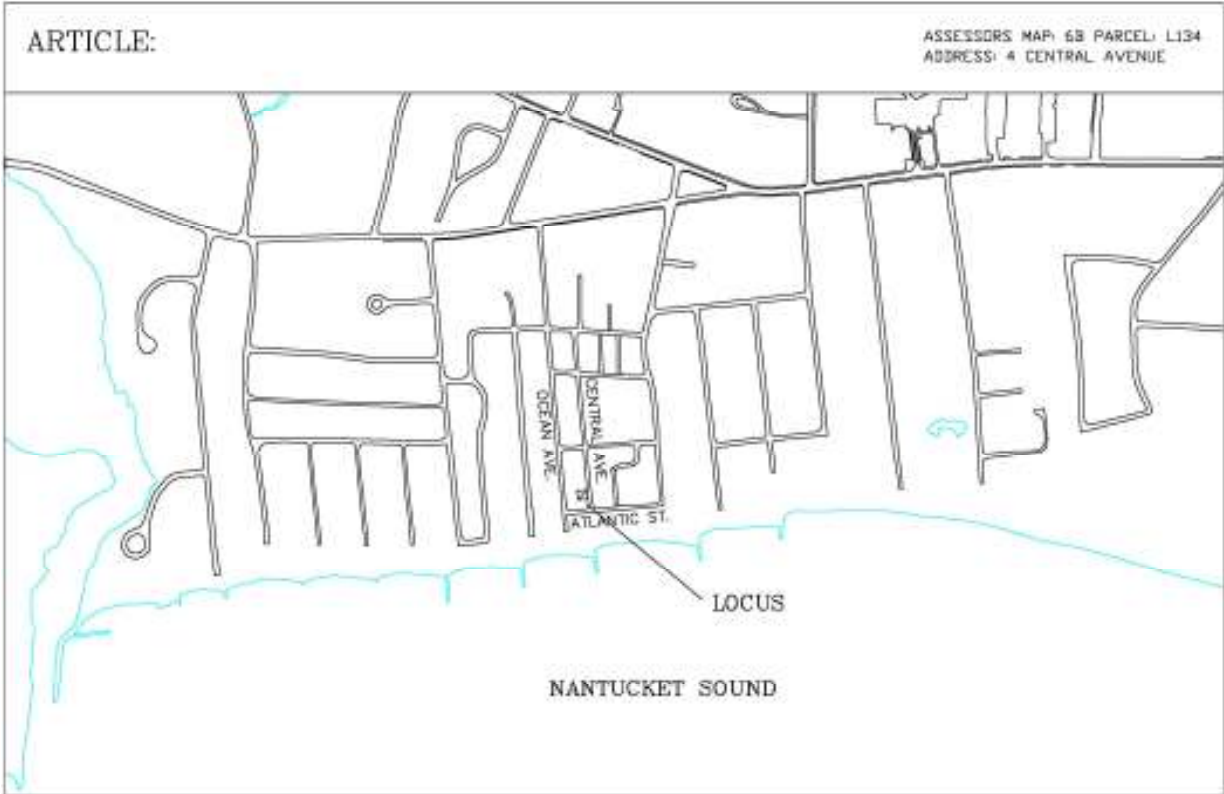 ARTICLE:
ASSESSORS MAP: 6B PARCEL: L134
ADDRESS: 4 CENTRAL AVENUE
OCEAN AVE.
CENTRAL AVE.
ATLANTIC ST.
LOCUS
NANTUCKET SOUND